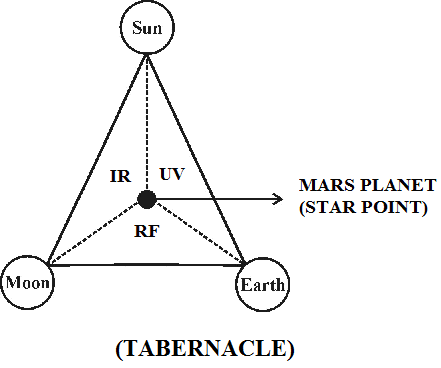 Sun
IR
UV
MARS PLANET
(STAR POINT)
RF
Moon
Earth
(TABERNACLE)